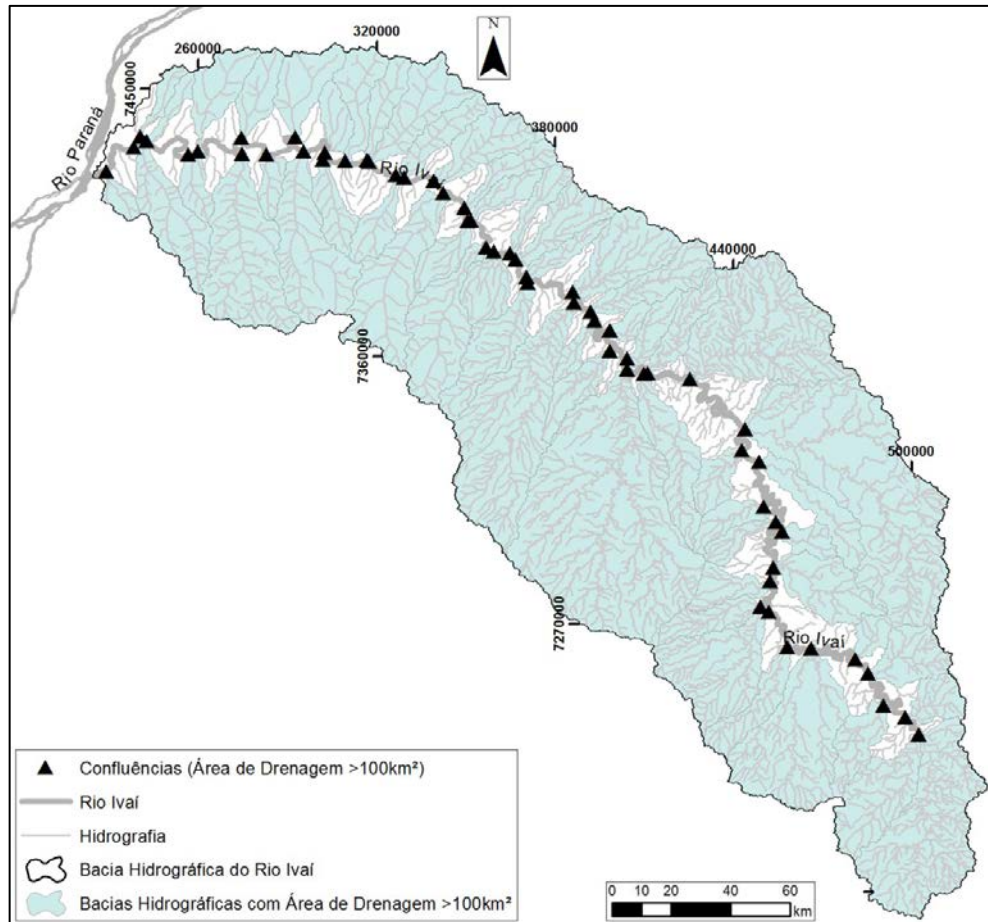 320000
N
260000
7450000
380000
Rio Paraná
Rio Ivaí
440000
7360000
500000
7270000
Rio Ivaí
Confluências (Área de Drenagem >100km²)
Rio Ivaí
Hidrografia
Bacia Hidrográfica do Rio Ivaí
Bacias Hidrográficas com Área de Drenagem >100km²
0 10 20 40 60
km